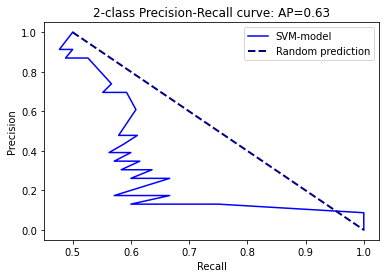 2-class Precision-Recall curve: AP=0.63
SVM-model
Random prediction
Precision
1.0
0.8
0.6
0.4
0.2
0.0
0.5
0.6
0.7
0.8
0.9
1.0
Recall